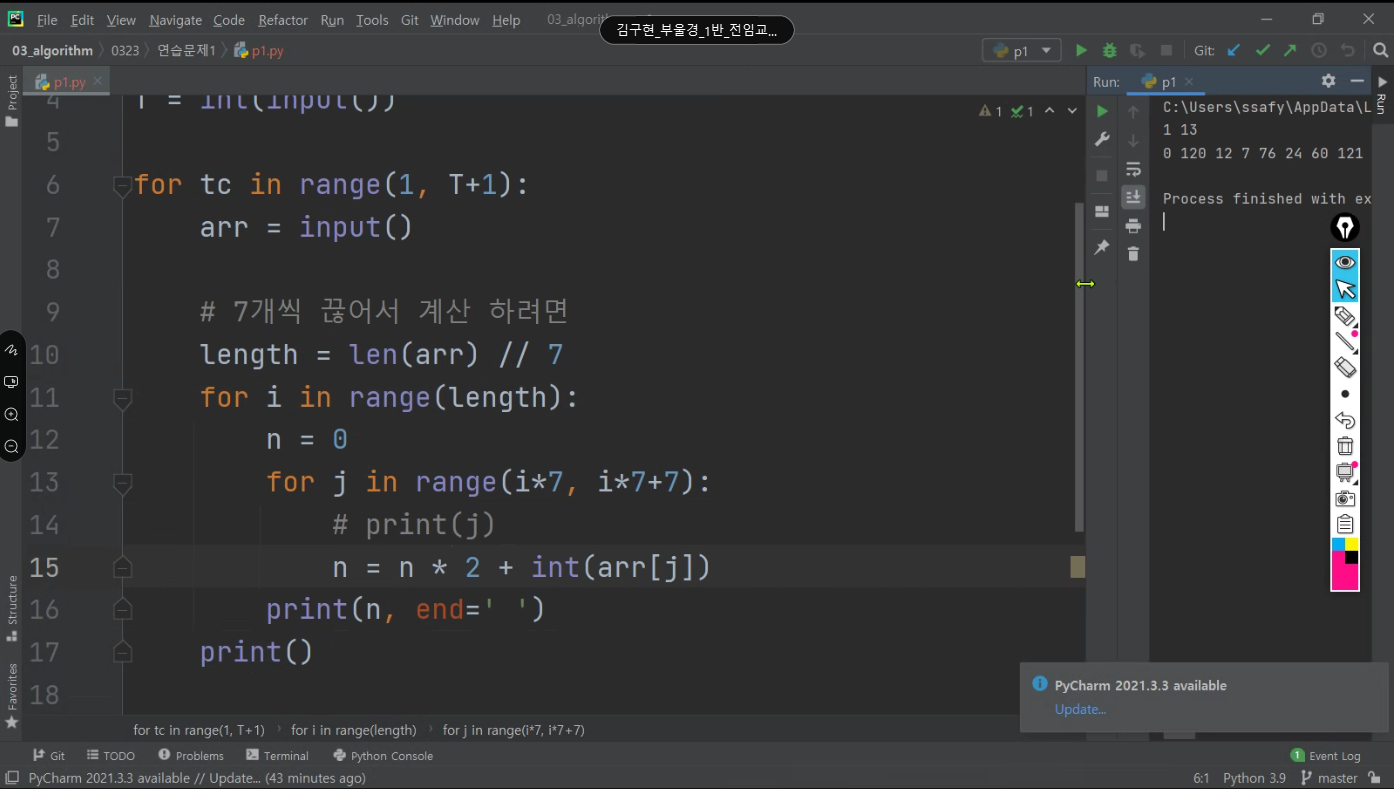 File Edit View Navigate Code Refactor Run Tools Git Window Help
김구현_부울경_1반_전임교...
03_algorithm 0323 연습문제1 p1.py
p1 Git:
Project
p1.py
Run: p1
Run
4 T = int(input())
5
6 for tc in range(1, T+1):
7 arr = input()
8
9 # 7개씩 끊어서 계산 하려면
10 length = len(arr) // 7
11 for i in range(length):
12 n = 0
13 for j in range(i*7, i*7+7):
14 # print(j)
15 n = n * 2 + int(arr[j])
16 print(n, end=' ')
17 print()
18
1 1
C:\Users\ssafy\AppData\L
1 13
0 120 12 7 76 24 60 121
Process finished with ex
Structure
Favorites
PyCharm 2021.3.3 available
Update...
for tc in range(1, T+1) for i in range(length) for j in range(i*7, i*7+7)
Git TODO Problems Terminal Python Console 1 Event Log
PyCharm 2021.3.3 available // Update... (43 minutes ago) 6:1 Python 3.9 master